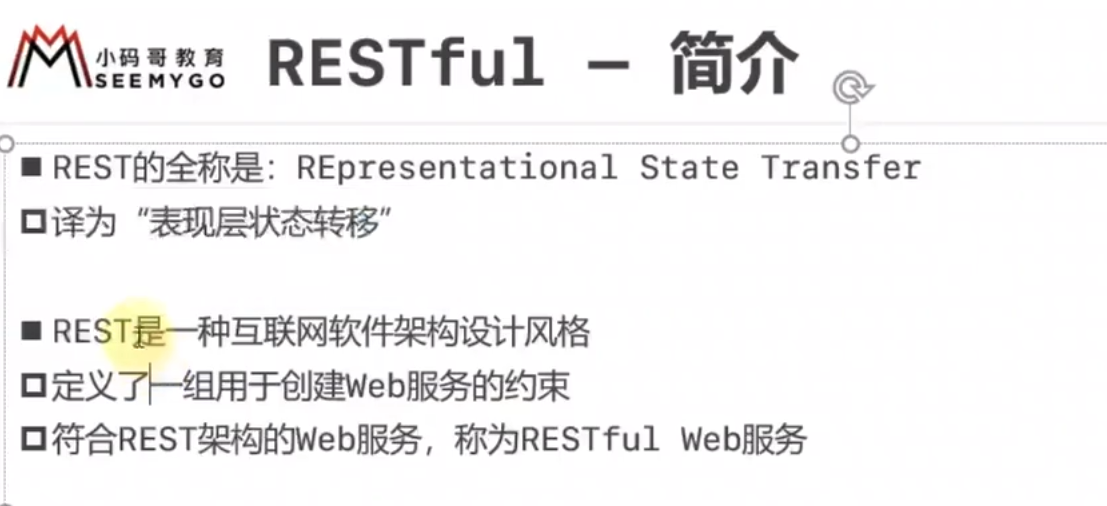 小码哥教育
SEEMYGO
RESTful – 简介
■ REST的全称是：REpresentational State Transfer
译为“表现层状态转移”
■ REST是一种互联网软件架构设计风格
定义了一组用于创建Web服务的约束
符合REST架构的Web服务，称为RESTful Web服务